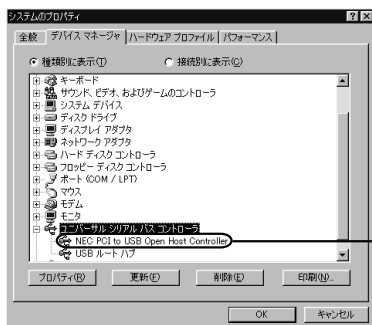 システムのプロパティ
全般 デバイス マネージャ ハードウェア プロファイル パフォーマンス
種類別に表示(T) 接続別に表示(C)
キーボード
サウンド、ビデオ、およびゲームのコントローラ
システム デバイス
ディスク ドライブ
ディスプレイ アダプタ
ネットワーク アダプタ
ハード ディスク コントローラ
フロッピー ディスク コントローラ
ポート (COM / LPT)
マウス
モデム
モニタ
ユニバーサル シリアル バス コントローラ
NEC PCI to USB Open Host Controller
USB ルート ハブ
プロパティ(R) 更新(F) 削除(E) 印刷(N)...
OK キャンセル